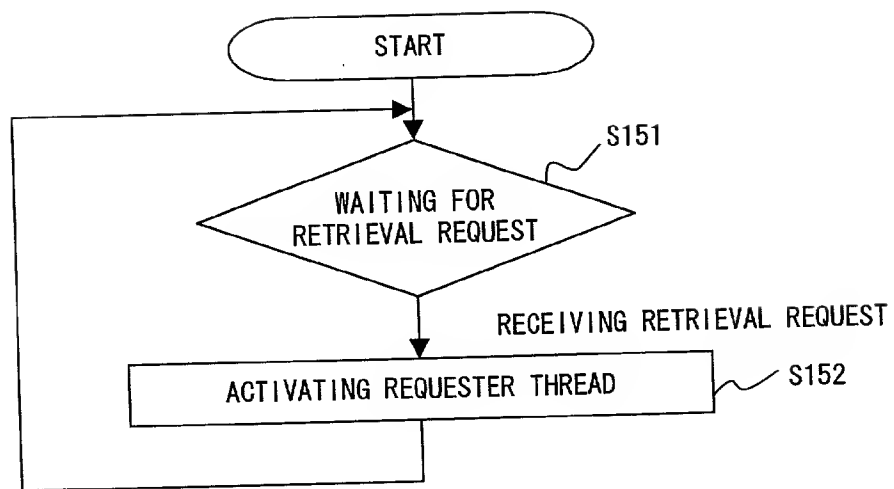 START
S151
WAITING FOR
RETRIEVAL REQUEST
RECEIVING RETRIEVAL REQUEST
ACTIVATING REQUESTER THREAD
S152